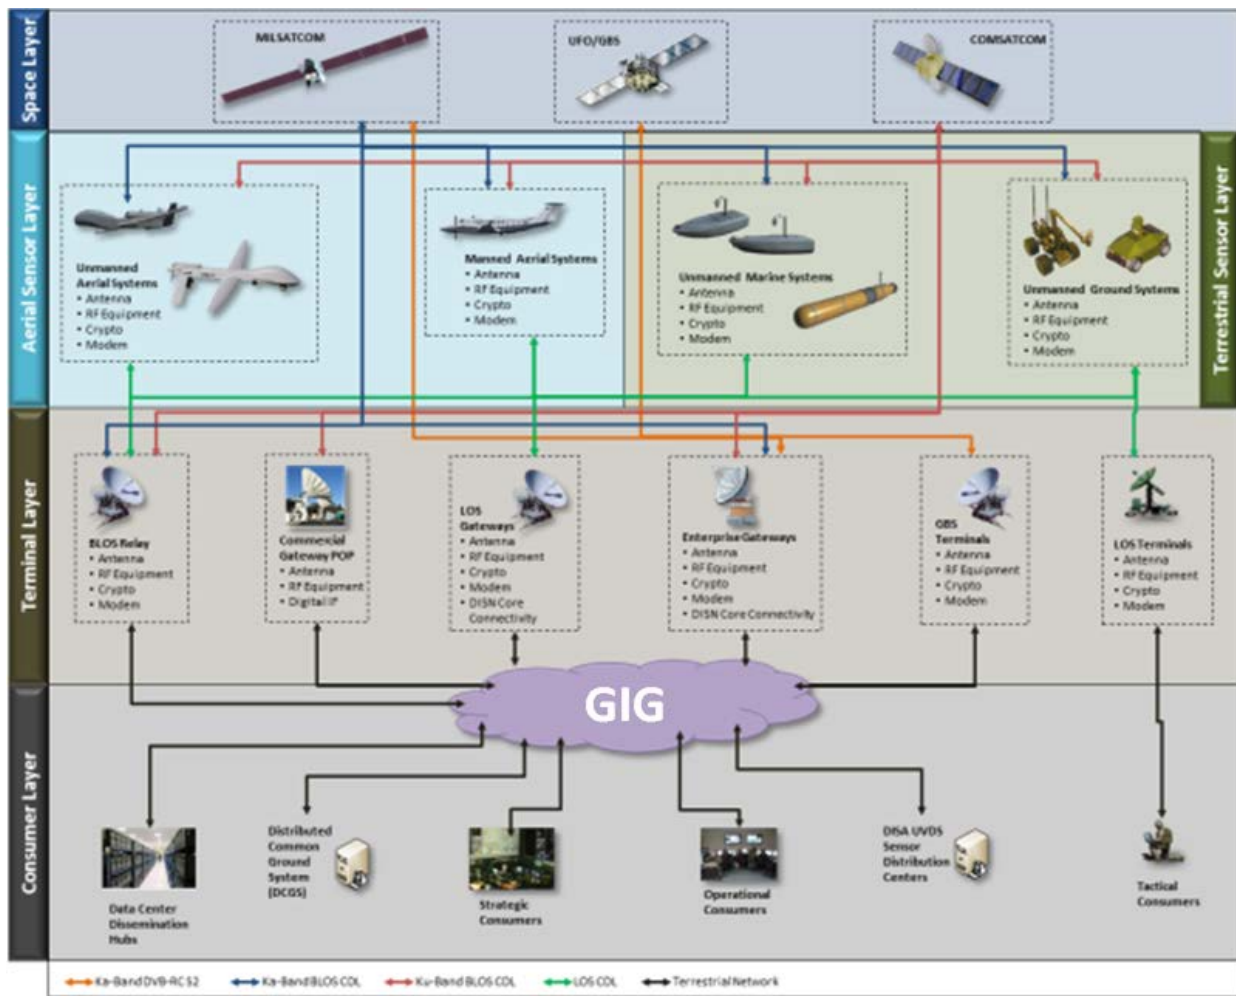 Space Layer
MILSATCOM
UFO/GBS
COMSATCOM
Aerial Sensor Layer
Terrestrial Sensor Layer
Unmanned
Aerial Systems
▪ Antenna
▪ RF Equipment
▪ Crypto
▪ Modem
Manned Aerial Systems
▪ Antenna
▪ RF Equipment
▪ Crypto
▪ Modem
Unmanned Marine Systems
▪ Antenna
▪ RF Equipment
▪ Crypto
▪ Modem
Unmanned Ground Systems
▪ Antenna
▪ RF Equipment
▪ Crypto
▪ Modem
Terminal Layer
BLOS Relay
▪ Antenna
▪ RF Equipment
▪ Crypto
▪ Modem
Commercial
Gateway POP
▪ Antenna
▪ RF Equipment
▪ Digital IF
LOS
Gateways
▪ Antenna
▪ RF Equipment
▪ Crypto
▪ Modem
▪ DISN Core
Connectivity
Enterprise Gateways
▪ Antenna
▪ RF Equipment
▪ Crypto
▪ Modem
▪ DISN Core Connectivity
GBS
Terminals
▪ Antenna
▪ RF Equipment
▪ Crypto
▪ Modem
LOS Terminals
▪ Antenna
▪ RF Equipment
▪ Crypto
▪ Modem
GIG
Consumer Layer
Data Center
Dissemination
Hubs
Distributed
Common
Ground
System
(DCGS)
Strategic
Consumers
Operational
Consumers
DISA UVDS
Sensor
Distribution
Centers
Tactical
Consumers
Ka-Band DVB-RCS2
Ka-Band BLOS CDL
Ku-Band BLOS CDL
LOS CDL
Terrestrial Network